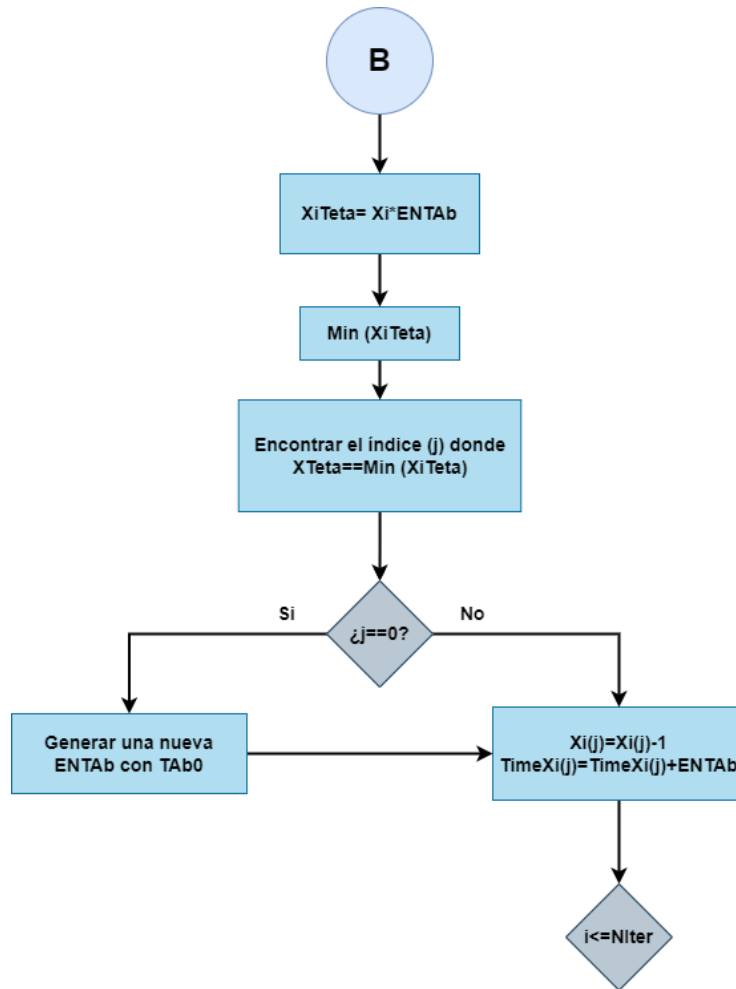 B
XiTeta= Xi*ENTAb
Min (XiTeta)
Encontrar el índice (j) donde
XTeta==Min (XiTeta)
Si
No
¿j==0?
Generar una nueva
ENTAb con TAb0
Xi(j)=Xi(j)-1
TimeXi(j)=TimeXi(j)+ENTAb
i<=NIter